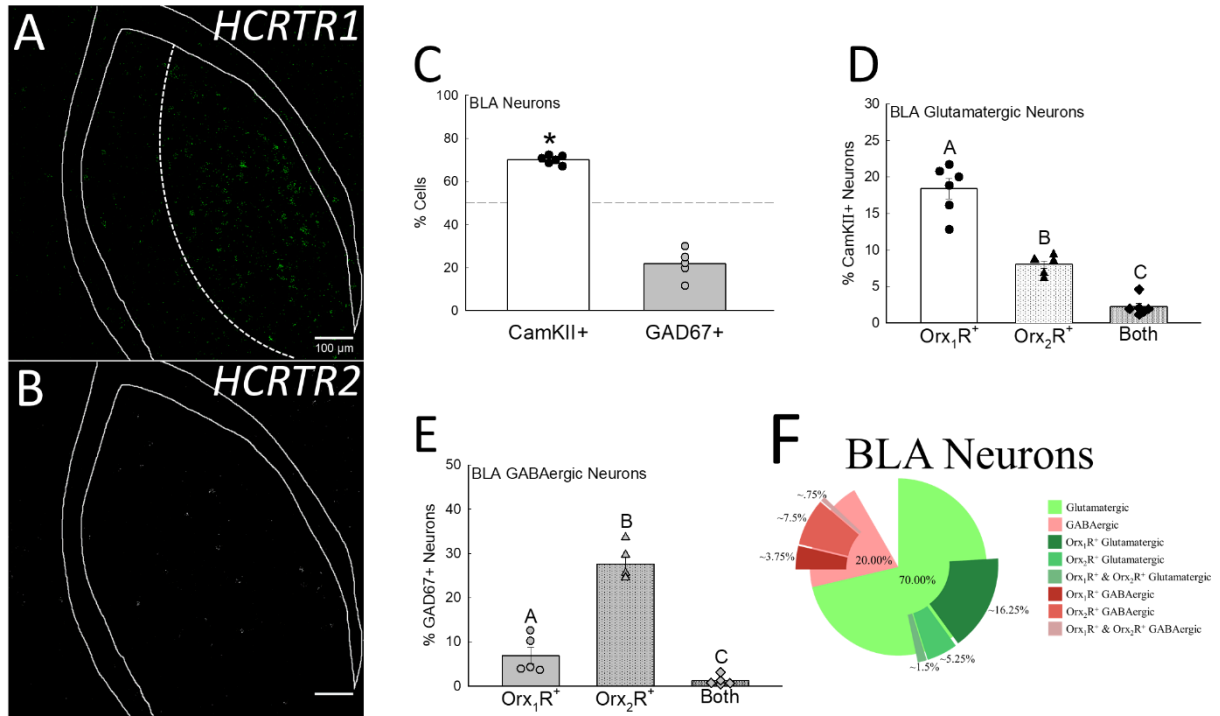 A
HCRTR1
100 µm
B
HCRTR2
C
BLA Neurons
*
% Cells
100
80
60
40
20
0
CamKII+
GAD67+
D
BLA Glutamatergic Neurons
% CamKII+ Neurons
30
25
20
15
10
5
0
A
B
C
Orx₁R⁺
Orx₂R⁺
Both
E
BLA GABAergic Neurons
% GAD67+ Neurons
50
40
30
20
10
0
A
B
C
Orx₁R⁺
Orx₂R⁺
Both
F
BLA Neurons
~.75%
~7.5%
~3.75%
20.00%
70.00%
~16.25%
~5.25%
~1.5%
Glutamatergic
GABAergic
Orx₁R⁺ Glutamatergic
Orx₂R⁺ Glutamatergic
Orx₁R⁺ & Orx₂R⁺ Glutamatergic
Orx₁R⁺ GABAergic
Orx₂R⁺ GABAergic
Orx₁R⁺ & Orx₂R⁺ GABAergic